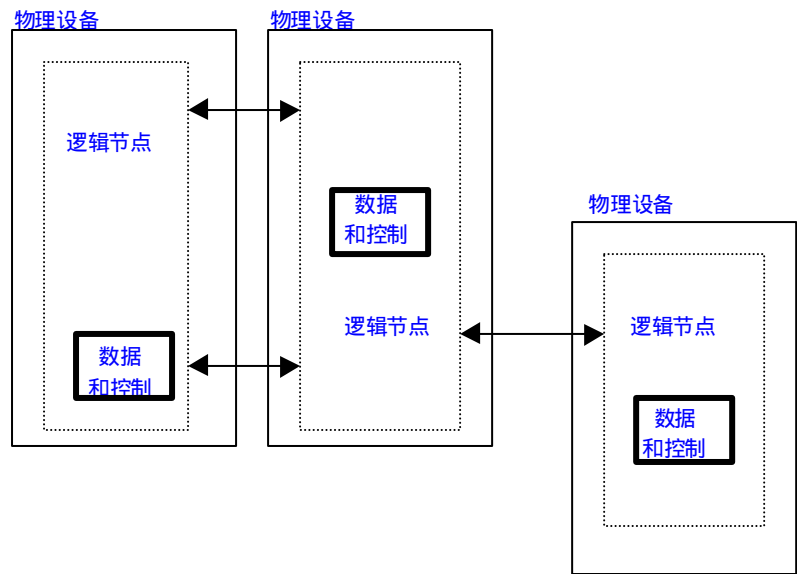 物理设备
物理设备
逻辑节点
数据
和控制
物理设备
逻辑节点
逻辑节点
数据
和控制
数据
和控制